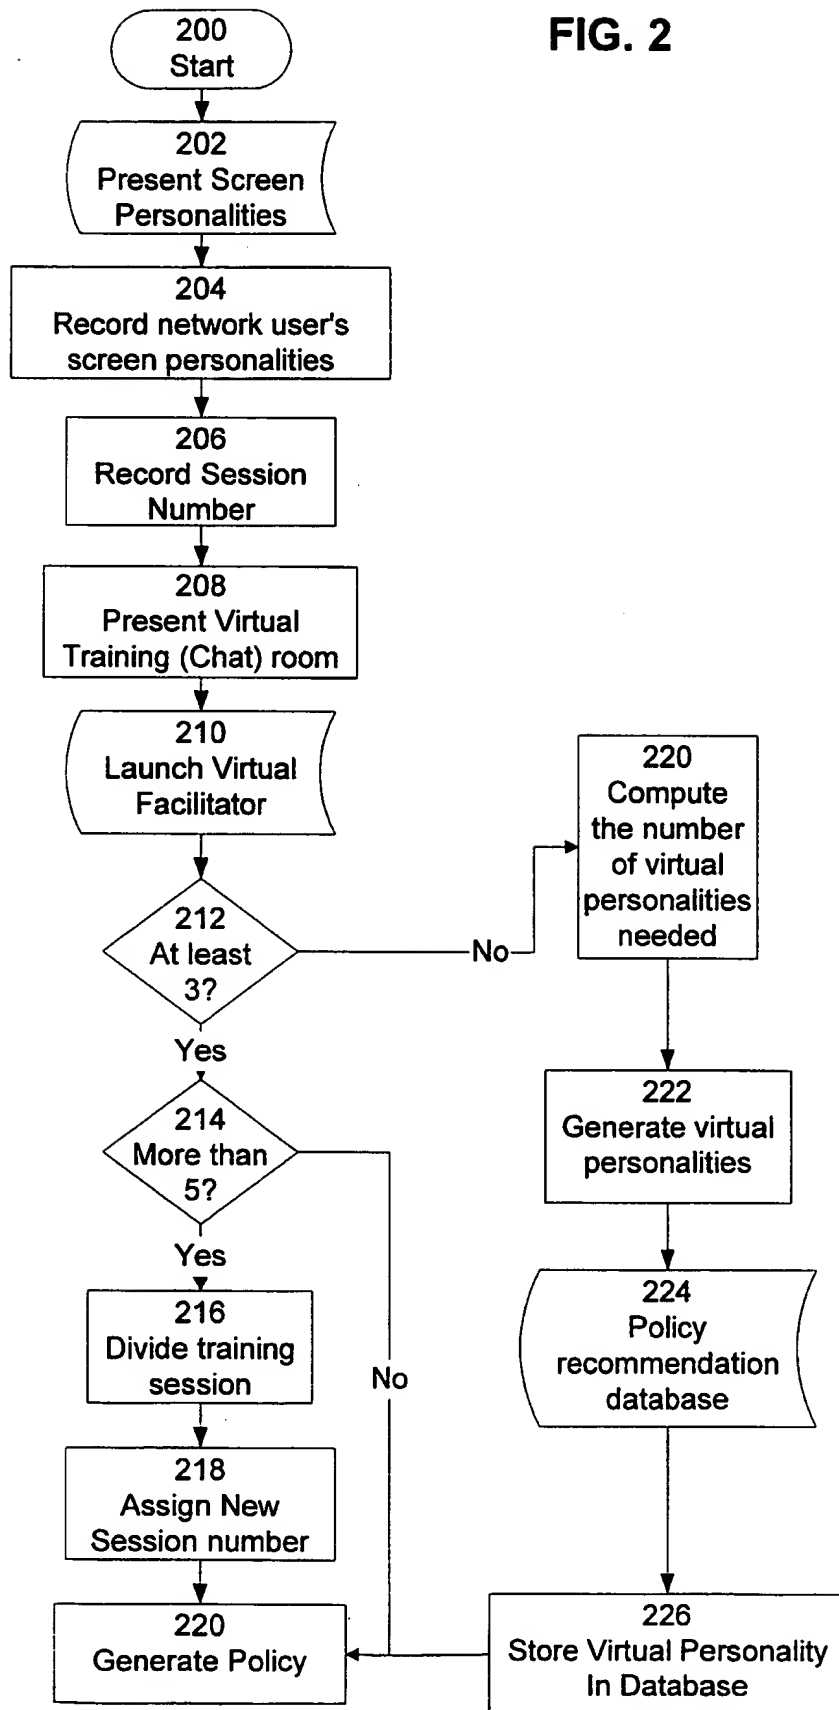 FIG. 2
200
Start
202
Present Screen
Personalities
204
Record network user's
screen personalities
206
Record Session
Number
208
Present Virtual
Training (Chat) room
210
Launch Virtual
Facilitator
212
At least
3?
No
Yes
214
More than
5?
No
Yes
216
Divide training
session
218
Assign New
Session number
220
Generate Policy
220
Compute
the number
of virtual
personalities
needed
222
Generate virtual
personalities
224
Policy
recommendation
database
226
Store Virtual Personality
In Database